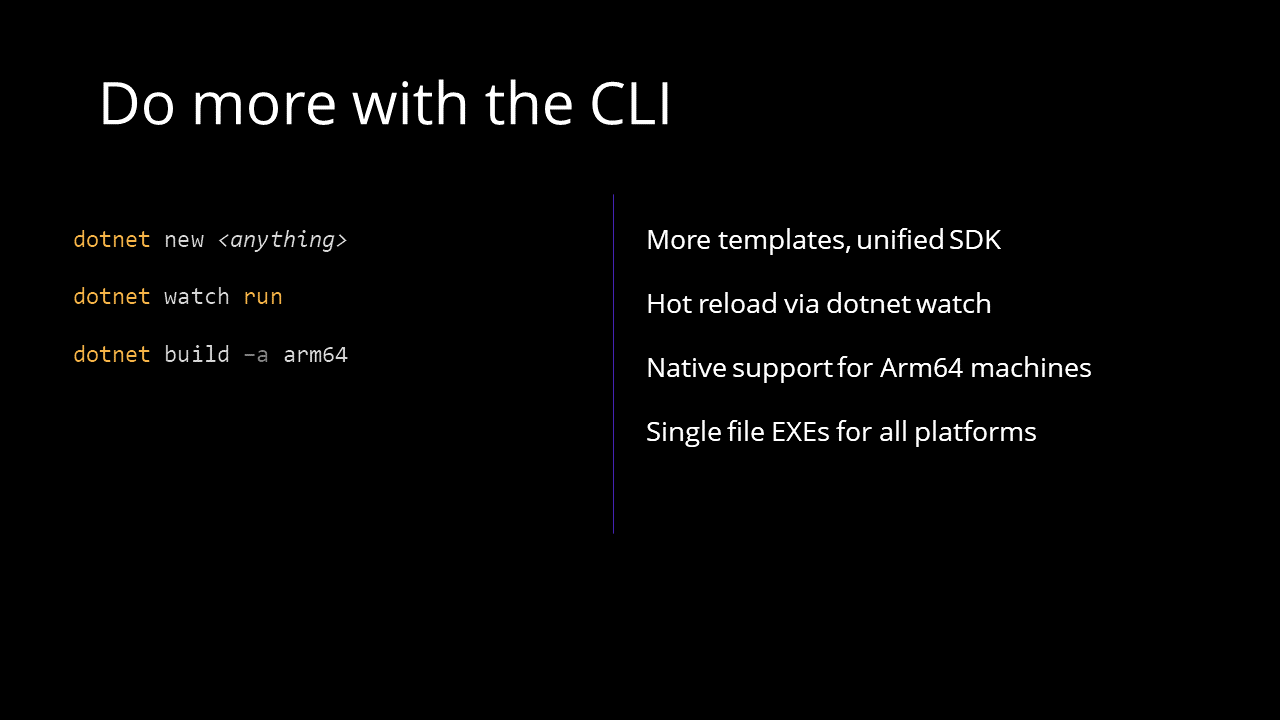 Do more with the CLI
dotnet new <anything>
dotnet watch run
dotnet build –a arm64
More templates, unified SDK
Hot reload via dotnet watch
Native support for Arm64 machines
Single file EXEs for all platforms